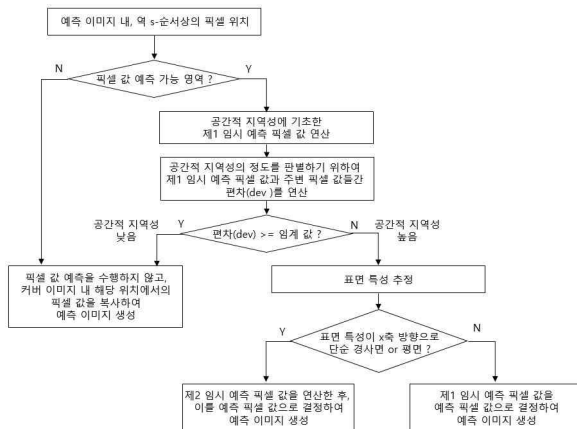 예측 이미지 내, 역 s-순서상의 픽셀 위치
N
픽셀 값 예측 가능 영역 ?
Y
공간적 지역성에 기초한
제1 임시 예측 픽셀 값 연산
공간적 지역성의 정도를 판별하기 위하여
제1 임시 예측 픽셀 값과 주변 픽셀 값들간
편차(dev )를 연산
공간적 지역성
낮음
Y
편차(dev) >= 임계 값 ?
N
공간적 지역성
높음
픽셀 값 예측을 수행하지 않고,
커버 이미지 내 해당 위치에서의
픽셀 값을 복사하여
예측 이미지 생성
표면 특성 추정
Y
표면 특성이 x축 방향으로
단순 경사면 or 평면 ?
N
제2 임시 예측 픽셀 값을 연산한 후,
이를 예측 픽셀 값으로 결정하여
예측 이미지 생성
제1 임시 예측 픽셀 값을
예측 픽셀 값으로 결정하여
예측 이미지 생성